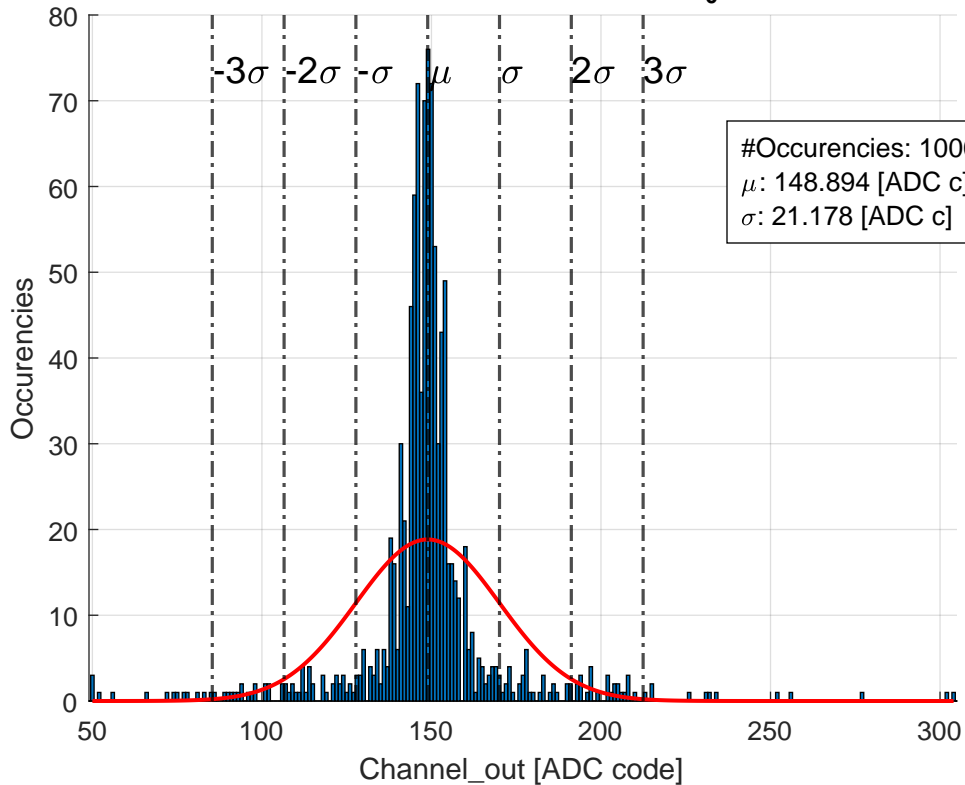 80
70
60
50
40
30
20
10
0
Occurencies
-3σ -2σ -σ μ σ 2σ 3σ
#Occurencies: 100
μ: 148.894 [ADC c]
σ: 21.178 [ADC c]
50 100 150 200 250 300
Channel_out [ADC code]